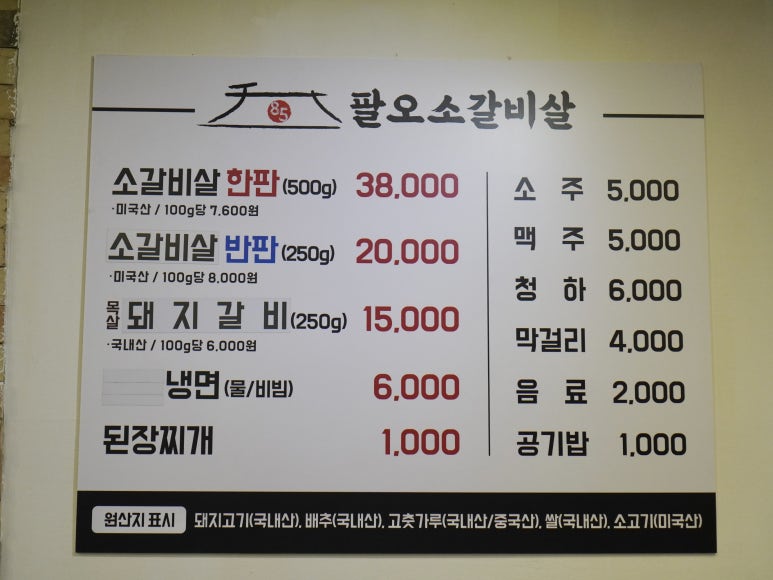 85 팔오소갈비살
소갈비살 한판 (500g) 38,000
·미국산 / 100g당 7,600원
소갈비살 반판 (250g) 20,000
·미국산 / 100g당 8,000원
목살 돼지갈비 (250g) 15,000
·국내산 / 100g당 6,000원
냉면 (물/비빔) 6,000
된장찌개 1,000
소주 5,000
맥주 5,000
청하 6,000
막걸리 4,000
음료 2,000
공기밥 1,000
원산지 표시 돼지고기(국내산), 배추(국내산), 고춧가루(국내산/중국산), 쌀(국내산), 소고기(미국산)